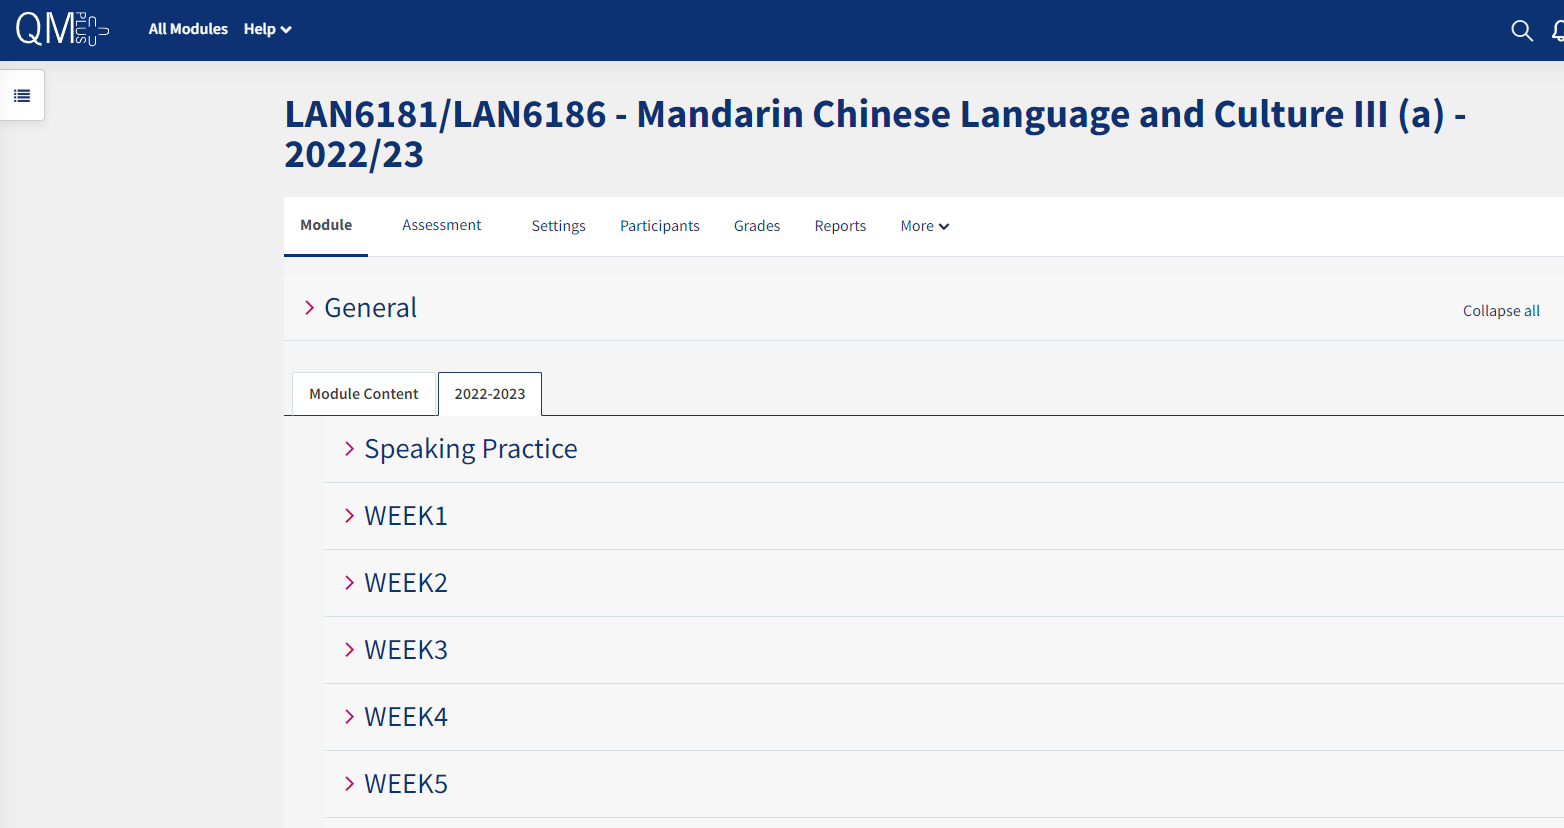 QM PLUS
All Modules Help
LAN6181/LAN6186 - Mandarin Chinese Language and Culture III (a) -
2022/23
Module Assessment Settings Participants Grades Reports More
General Collapse all
Module Content 2022-2023
Speaking Practice
WEEK1
WEEK2
WEEK3
WEEK4
WEEK5